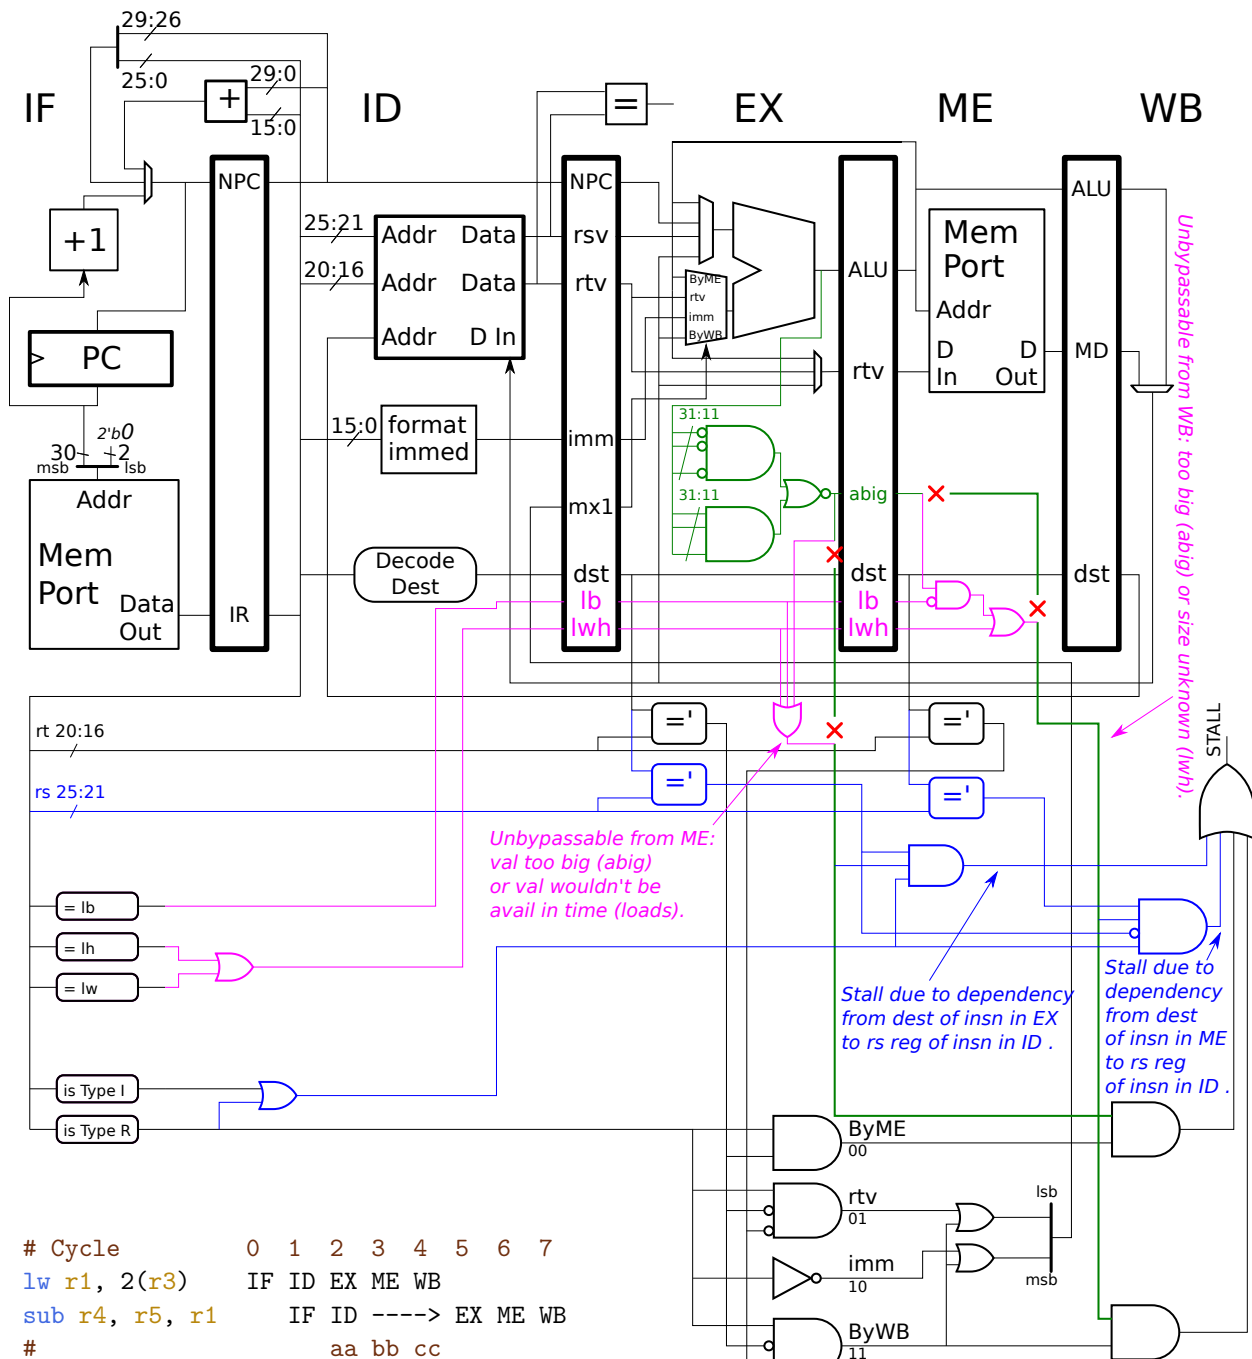 29:26
25:0
29:0
15:0
+
=
IF
ID
EX
ME
WB
NPC
NPC
ALU
+1
25:21
Addr
Data
rsv
20:16
Addr
Data
rtv
Addr
D In
ByME
rtv
imm
ByWB
ALU
Mem
Port
Addr
D
In
D
Out
MD
rtv
PC
15:0
format
immed
imm
2'b0
30
2
msb
lsb
Addr
Mem
Port
Data
Out
IR
mx1
Decode
Dest
dst
lb
lwh
31:11
31:11
abig
dst
lb
lwh
dst
Unbypassable from WB: too big (abig) or size unknown (lwh).
rt 20:16
='
='
rs 25:21
='
='
STALL
Unbypassable from ME:
val too big (abig)
or val wouldn't be
avail in time (loads).
= lb
= lh
= lw
Stall due to dependency
from dest of insn in EX
to rs reg of insn in ID .
Stall due to
dependency
from dest
of insn in ME
to rs reg
of insn in ID .
is Type I
is Type R
ByME
00
rtv
01
imm
10
ByWB
11
lsb
msb
# Cycle 0 1 2 3 4 5 6 7
lw r1, 2(r3) IF ID EX ME WB
sub r4, r5, r1 IF ID ----> EX ME WB
# aa bb cc